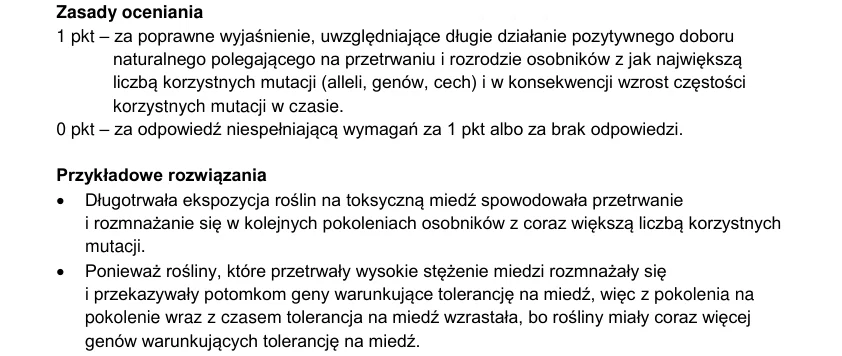 Zasady oceniania
1 pkt – za poprawne wyjaśnienie, uwzględniające długie działanie pozytywnego doboru
naturalnego polegającego na przetrwaniu i rozrodzie osobników z jak największą
liczbą korzystnych mutacji (alleli, genów, cech) i w konsekwencji wzrost częstości
korzystnych mutacji w czasie.
0 pkt – za odpowiedź niespełniającą wymagań za 1 pkt albo za brak odpowiedzi.
Przykładowe rozwiązania
• Długotrwała ekspozycja roślin na toksyczną miedź spowodowała przetrwanie
i rozmnażanie się w kolejnych pokoleniach osobników z coraz większą liczbą korzystnych
mutacji.
• Ponieważ rośliny, które przetrwały wysokie stężenie miedzi rozmnażały się
i przekazywały potomkom geny warunkujące tolerancję na miedź, więc z pokolenia na
pokolenie wraz z czasem tolerancja na miedź wzrastała, bo rośliny miały coraz więcej
genów warunkujących tolerancję na miedź.